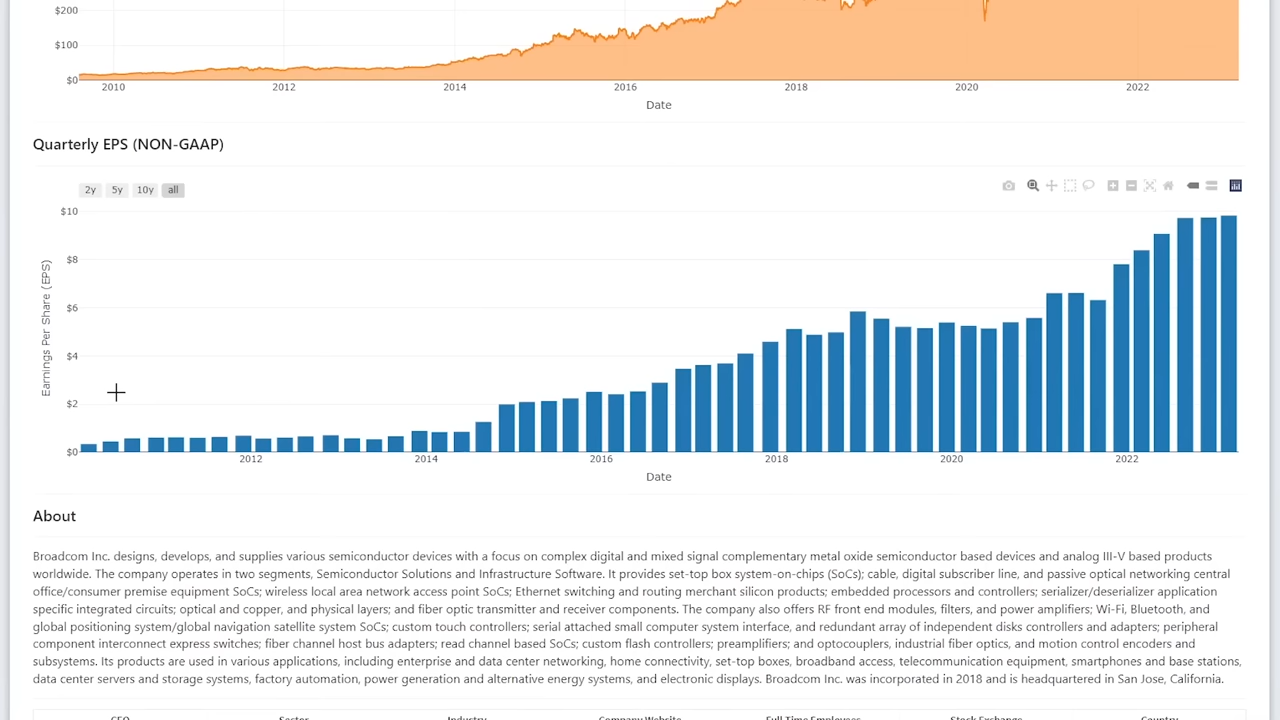 $200
$100
$0
2010 2012 2014 2016 2018 2020 2022
Date
Quarterly EPS (NON-GAAP)
2y 5y 10y all
$10
$8
$6
$4
$2
$0
Earnings Per Share (EPS)
2012 2014 2016 2018 2020 2022
Date
About
Broadcom Inc. designs, develops, and supplies various semiconductor devices with a focus on complex digital and mixed signal complementary metal oxide semiconductor based devices and analog III-V based products
worldwide. The company operates in two segments, Semiconductor Solutions and Infrastructure Software. It provides set-top box system-on-chips (SoCs); cable, digital subscriber line, and passive optical networking central
office/consumer premise equipment SoCs; wireless local area network access point SoCs; Ethernet switching and routing merchant silicon products; embedded processors and controllers; serializer/deserializer application
specific integrated circuits; optical and copper, and physical layers; and fiber optic transmitter and receiver components. The company also offers RF front end modules, filters, and power amplifiers; Wi-Fi, Bluetooth, and
global positioning system/global navigation satellite system SoCs; custom touch controllers; serial attached small computer system interface, and redundant array of independent disks controllers and adapters; peripheral
component interconnect express switches; fiber channel host bus adapters; read channel based SoCs; custom flash controllers; preamplifiers; and optocouplers, industrial fiber optics, and motion control encoders and
subsystems. Its products are used in various applications, including enterprise and data center networking, home connectivity, set-top boxes, broadband access, telecommunication equipment, smartphones and base stations,
data center servers and storage systems, factory automation, power generation and alternative energy systems, and electronic displays. Broadcom Inc. was incorporated in 2018 and is headquartered in San Jose, California.
CEO Sector Industry Company Website Full Time Employees Stock Exchange Country